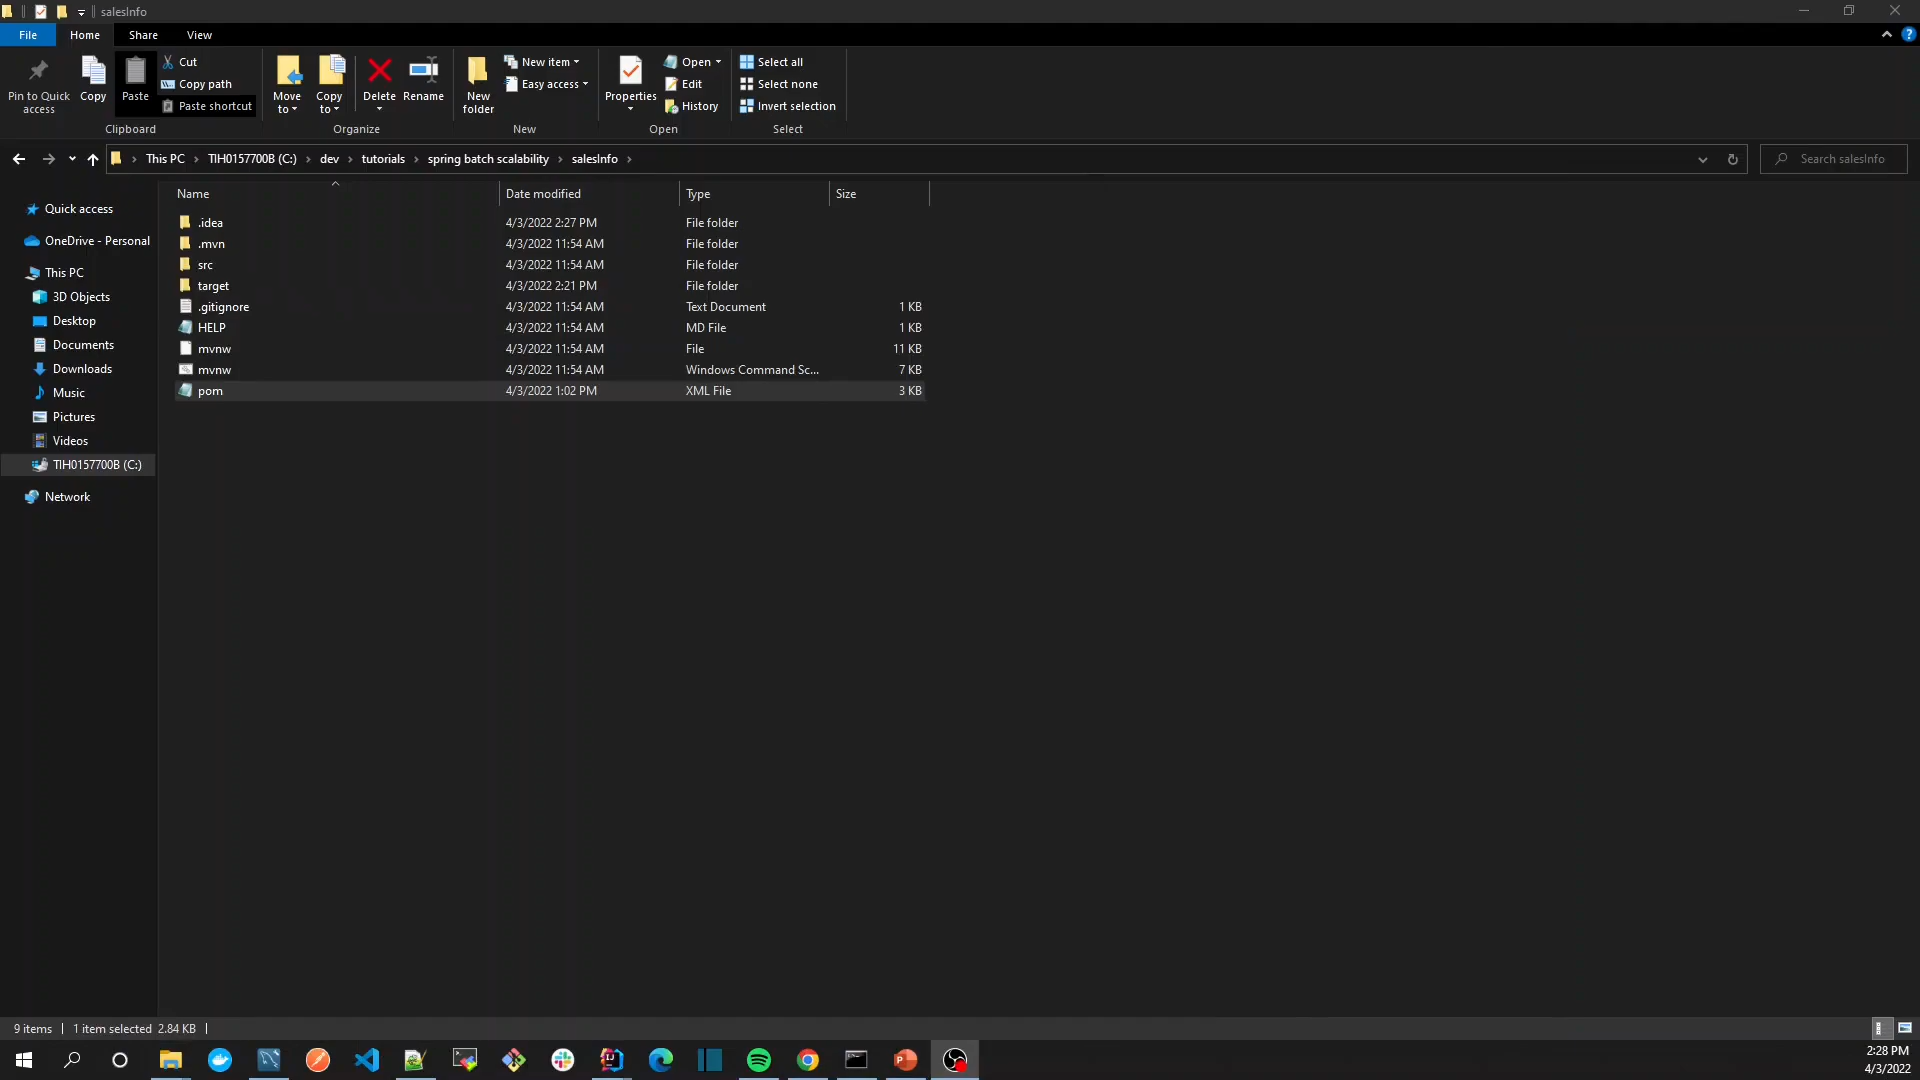 salesInfo
File Home Share View
Pin to Quick access
Copy
Paste
Cut
Copy path
Paste shortcut
Clipboard
Move to
Copy to
Delete
Rename
Organize
New folder
New item
Easy access
New
Properties
Open
Edit
History
Open
Select all
Select none
Invert selection
Select
This PC › TIH0157700B (C:) › dev › tutorials › spring batch scalability › salesInfo ›
Search salesInfo
Quick access
OneDrive - Personal
This PC
3D Objects
Desktop
Documents
Downloads
Music
Pictures
Videos
TIH0157700B (C:)
Network
Name Date modified Type Size
.idea 4/3/2022 2:27 PM File folder
.mvn 4/3/2022 11:54 AM File folder
src 4/3/2022 11:54 AM File folder
target 4/3/2022 2:21 PM File folder
.gitignore 4/3/2022 11:54 AM Text Document 1 KB
HELP 4/3/2022 11:54 AM MD File 1 KB
mvnw 4/3/2022 11:54 AM File 11 KB
mvnw 4/3/2022 11:54 AM Windows Command Sc... 7 KB
pom 4/3/2022 1:02 PM XML File 3 KB
9 items 1 item selected 2.84 KB
2:28 PM
4/3/2022